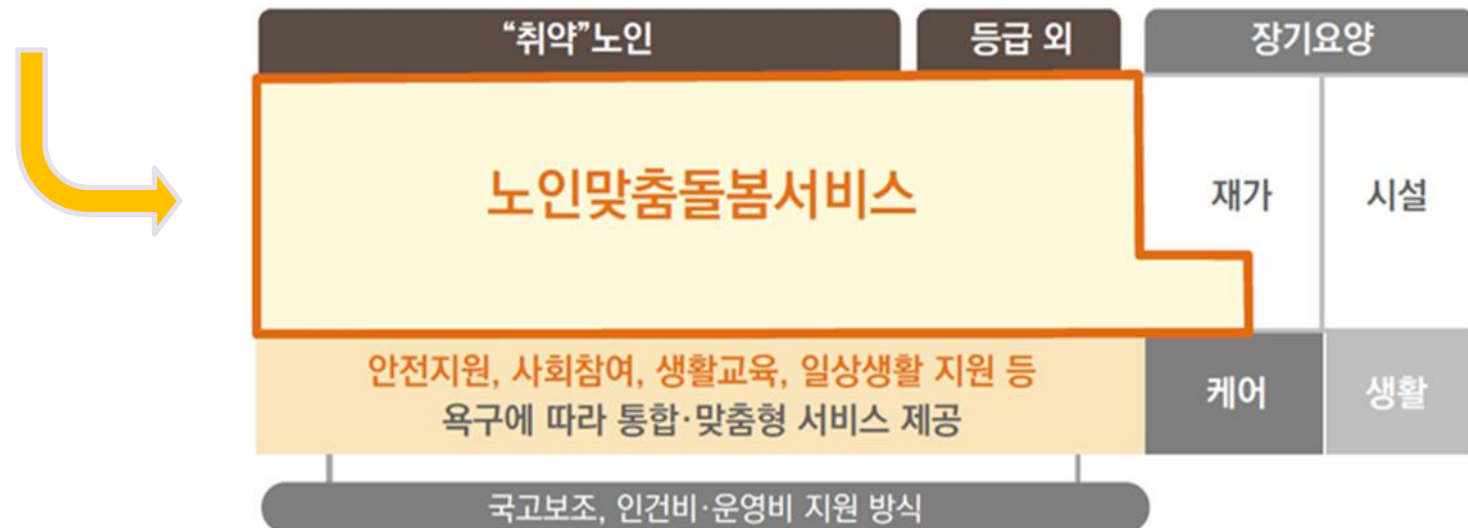 “취약”노인
등급 외
장기요양
노인맞춤돌봄서비스
재가
시설
안전지원, 사회참여, 생활교육, 일상생활 지원 등
욕구에 따라 통합·맞춤형 서비스 제공
케어
생활
국고보조, 인건비·운영비 지원 방식